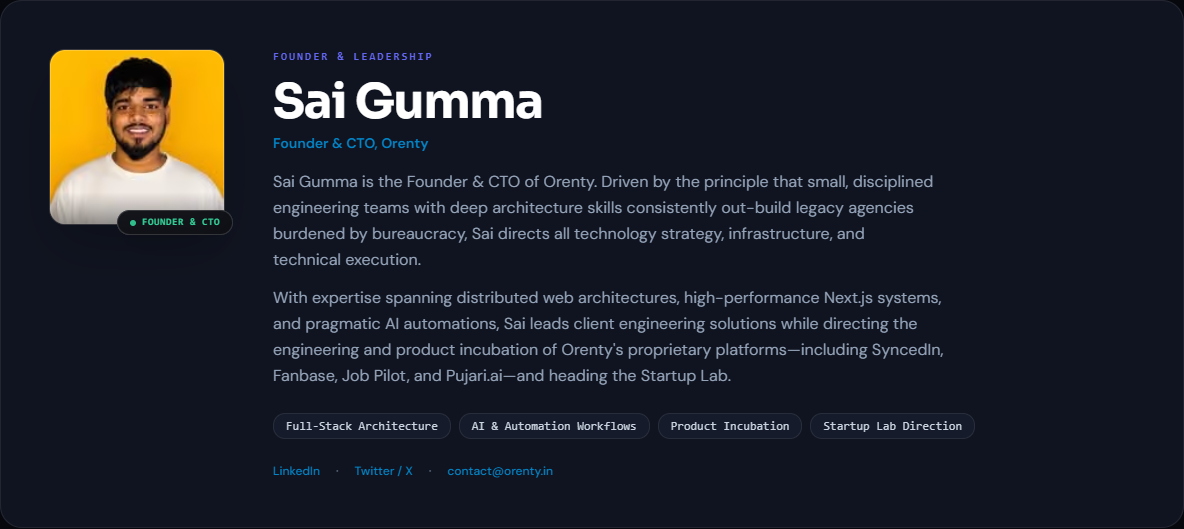 FOUNDER & LEADERSHIP
Sai Gumma
Founder & CTO, Orenty
Sai Gumma is the Founder & CTO of Orenty. Driven by the principle that small, disciplined
engineering teams with deep architecture skills consistently out-build legacy agencies
burdened by bureaucracy, Sai directs all technology strategy, infrastructure, and
technical execution.
FOUNDER & CTO
With expertise spanning distributed web architectures, high-performance Next.js systems,
and pragmatic AI automations, Sai leads client engineering solutions while directing the
engineering and product incubation of Orenty's proprietary platforms—including SyncedIn,
Fanbase, Job Pilot, and Pujari.ai—and heading the Startup Lab.
Full-Stack Architecture AI & Automation Workflows Product Incubation Startup Lab Direction
LinkedIn · Twitter / X · contact@orenty.in